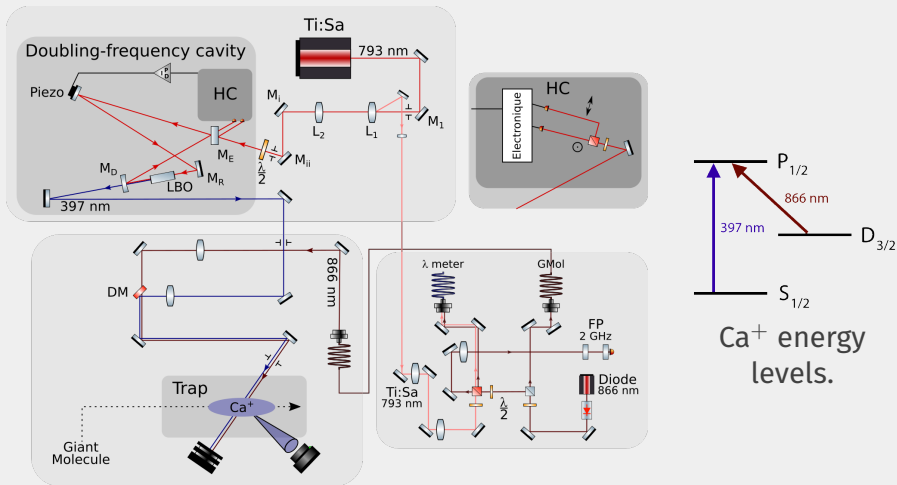 Ti:Sa
793 nm
Doubling-frequency cavity
! P D
HC
Piezo
M_i
L_2
L_1
M_1
M_E
λ/2
M_ii
M_D
LBO
M_R
397 nm
HC
Electronique
P_1/2
866 nm
397 nm
D_3/2
S_1/2
Ca⁺ energy
levels.
866 nm
DM
Trap
Ca⁺
Giant
Molecule
λ meter
GMol
FP
2 GHz
Ti:Sa
793 nm
λ/2
Diode
866 nm